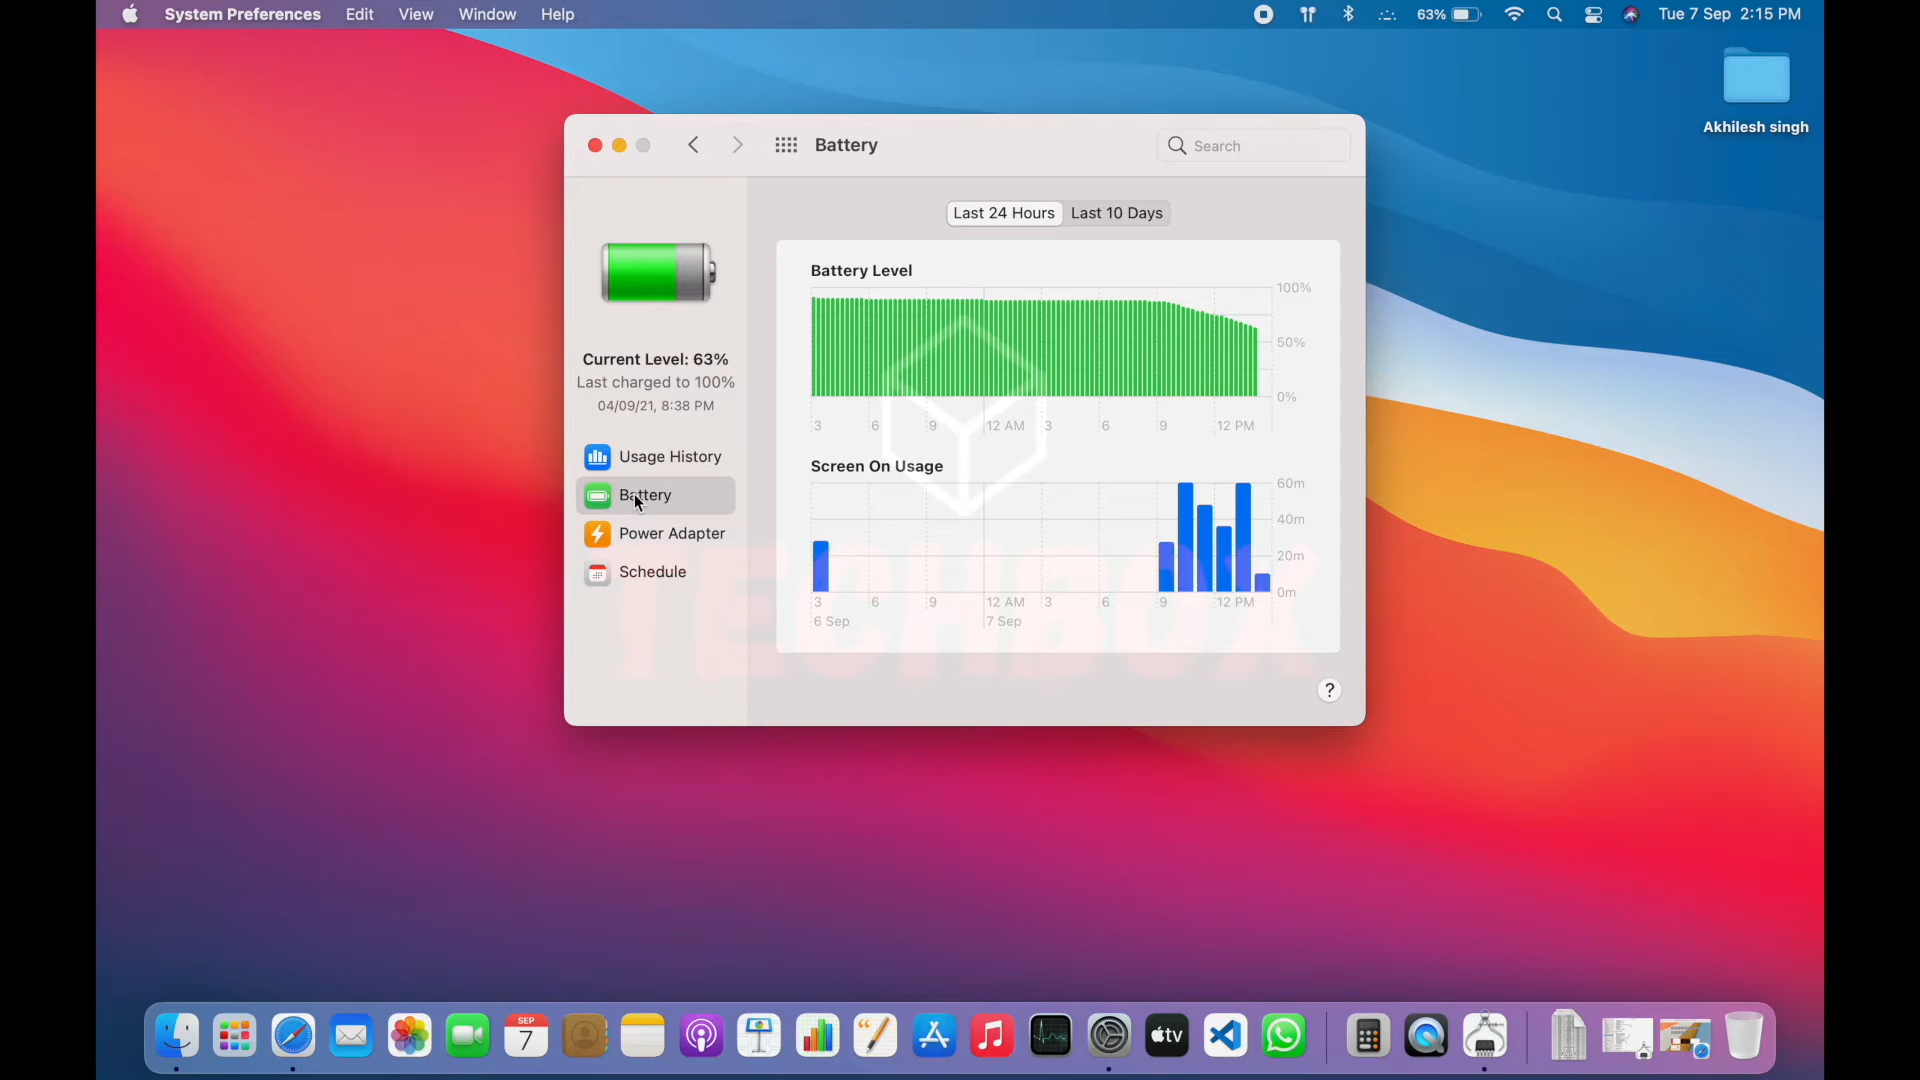 System Preferences Edit View Window Help
63% Tue 7 Sep 2:15 PM
Akhilesh singh
Battery
Search
Last 24 Hours Last 10 Days
Current Level: 63%
Last charged to 100%
04/09/21, 8:38 PM
Usage History
Battery
Power Adapter
Schedule
Battery Level
100%
50%
0%
3 6 9 12 AM 3 6 9 12 PM
Screen On Usage
60m
40m
20m
0m
3 6 9 12 AM 3 6 9 12 PM
6 Sep 7 Sep
TECHBOX
?
SEP
7
tv